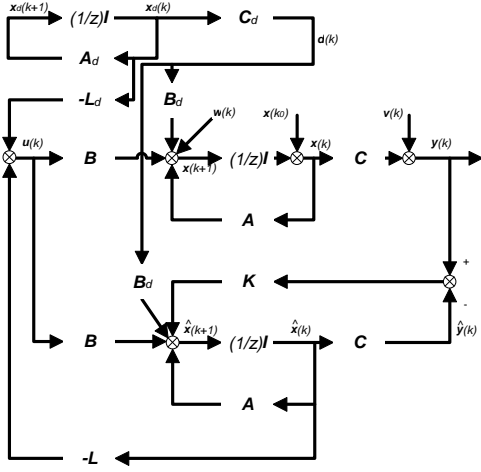 xd(k+1)
(1/z)I
xd(k)
Cd
d(k)
Ad
-Ld
Bd
w(k)
x(k0)
v(k)
u(k)
B
x(k+1)
(1/z)I
x(k)
C
y(k)
A
Bd
K
+
-
B
x̂(k+1)
(1/z)I
x̂(k)
C
ŷ(k)
A
-L